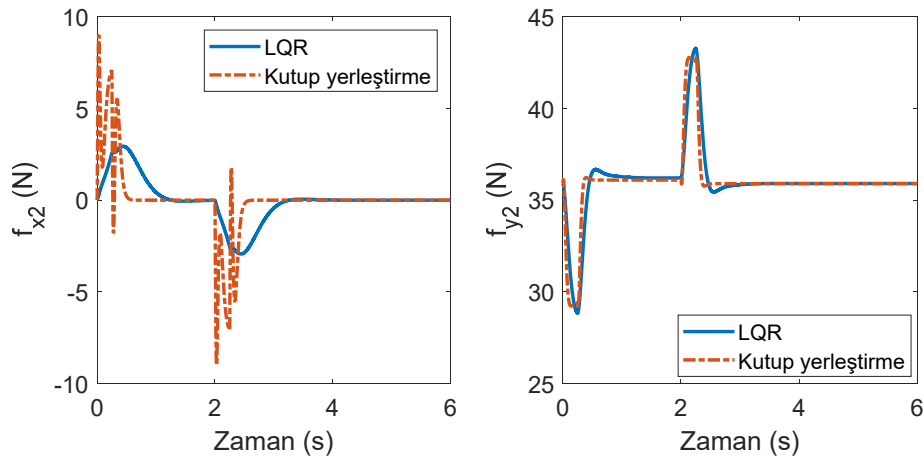 10
5
0
-5
-10
f_x2 (N)
0
2
4
6
Zaman (s)
LQR
Kutup yerleştirme
45
40
35
30
25
f_y2 (N)
0
2
4
6
Zaman (s)
LQR
Kutup yerleştirme